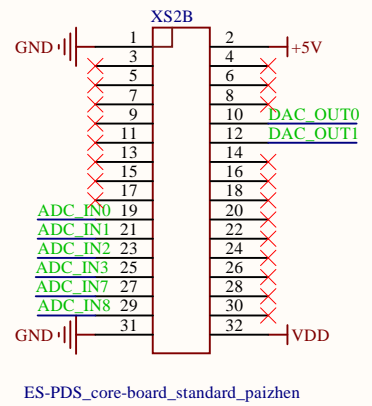 XS2B
GND 1 2 +5V
3 4
5 6
7 8
9 10 DAC_OUT0
11 12 DAC_OUT1
13 14
15 16
17 18
ADC_IN0 19 20
ADC_IN1 21 22
ADC_IN2 23 24
ADC_IN3 25 26
ADC_IN7 27 28
ADC_IN8 29 30
GND 31 32 VDD
ES-PDS_core-board_standard_paizhen